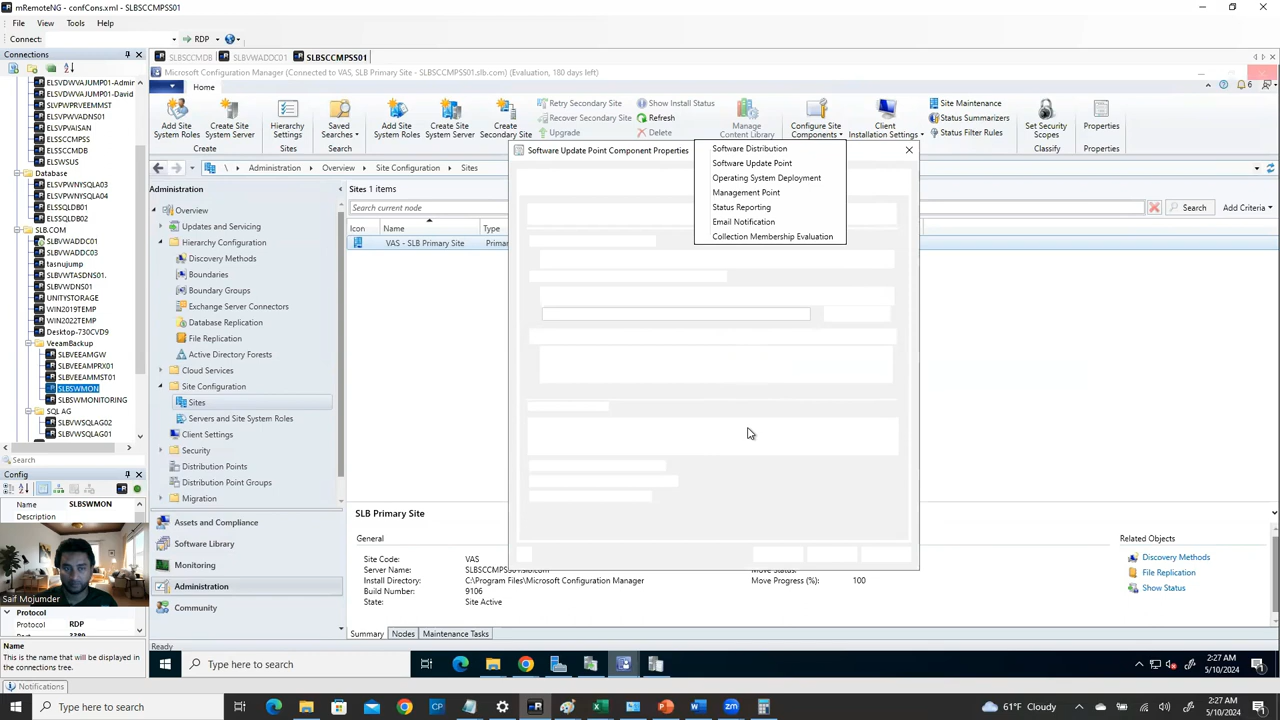 mRemoteNG - confCons.xml - SLBSCCMPSS01
File View Tools Help
Connect: RDP
Connections
SLBSCCMDB SLBVWADDC01 SLBSCCMPSS01
ELSVDWVAJUMP01-Admir
ELSVDWVAJUMP01-David
SLVPWPRVEEMMST
ELSVPWVADNS01
ELSVPVAISAN
ELSSCCMDB
ELSWSUS
Database
ELSVPWNYSQLA03
ELSVPWNYSQLA04
ELSSQLDB01
ELSSQLDB02
SLB.COM
SLBVWADDC01
SLBVWADDC03
tasnujump
SLBVWTASDNS01.
SLBVWDNS01
UNITYSTORAGE
WIN2019TEMP
WIN2022TEMP
Desktop-730CVD9
VeeamBackup
SLBVEEAMGW
SLBVEEAMPRX01
SLBVEEAMMST01
SLBSWMON
SLBSWMONITORING
SQL AG
SLBVWSQLAG02
SLBVWSQLAG01
Search
Config
Name SLBSWMON
Description
Saif Mojumder
Protocol
Protocol RDP
Name
This is the name that will be displayed in
the connections tree.
Notifications
Microsoft Configuration Manager (Connected to VAS, SLB Primary Site - SLBSCCMPSS01.slb.com) (Evaluation, 180 days left)
Home
Add Site
System Roles
Create Site
System Server
Create
Hierarchy
Settings
Saved
Searches
Search
Add Site
System Roles
Create Site
System Server
Create
Secondary Site
Retry Secondary Site
Recover Secondary Site
Upgrade
Show Install Status
Refresh
Delete
Manage
Content Library
Configure Site
Components
Client
Installation Settings
Site Maintenance
Status Summarizers
Status Filter Rules
Set Security
Scopes
Classify
Properties
Properties
6
\ Administration Overview Site Configuration Sites
Administration
Overview
Updates and Servicing
Hierarchy Configuration
Discovery Methods
Boundaries
Boundary Groups
Exchange Server Connectors
Database Replication
File Replication
Active Directory Forests
Cloud Services
Site Configuration
Sites
Servers and Site System Roles
Client Settings
Security
Distribution Points
Distribution Point Groups
Migration
Assets and Compliance
Software Library
Monitoring
Administration
Community
Ready
Sites 1 items
Search current node
Search Add Criteria
Icon Name Type
VAS - SLB Primary Site Primar
Software Update Point Component Properties
Software Distribution
Software Update Point
Operating System Deployment
Management Point
Status Reporting
Email Notification
Collection Membership Evaluation
SLB Primary Site
General
Site Code: VAS
Server Name: SLBSCCMPSS01.slb.com
Install Directory: C:\Program Files\Microsoft Configuration Manager
Build Number: 9106
State: Site Active
Move Progress (%): 100
Related Objects
Discovery Methods
File Replication
Show Status
Summary Nodes Maintenance Tasks
Type here to search
2:27 AM
5/10/2024
Type here to search
61°F Cloudy
2:27 AM
5/10/2024